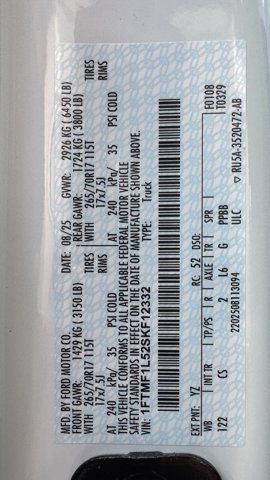 MFD. BY FORD MOTOR CO.
DATE: 08/25 GVWR: 2926 KG (6450 LB)
FRONT GAWR: 1429 KG (3150 LB) REAR GAWR: 1724 KG (3800 LB)
WITH 265/70R17 115T TIRES WITH 265/70R17 115T TIRES
17x7.5J RIMS 17x7.5J RIMS
AT 240 kPa/ 35 PSI COLD AT 240 kPa/ 35 PSI COLD
THIS VEHICLE CONFORMS TO ALL APPLICABLE FEDERAL MOTOR VEHICLE
SAFETY STANDARDS IN EFFECT ON THE DATE OF MANUFACTURE SHOWN ABOVE.
VIN: 1FTMF1L52SKF12332 TYPE: Truck
F0108
T0329
EXT PNT: YZ RC: 52 DSO:
WB INT TR TP/PS R AXLE TR SPR
122 CS 2 L6 G PPBB
ULC
2202508113094 RU5A-3520472-AB